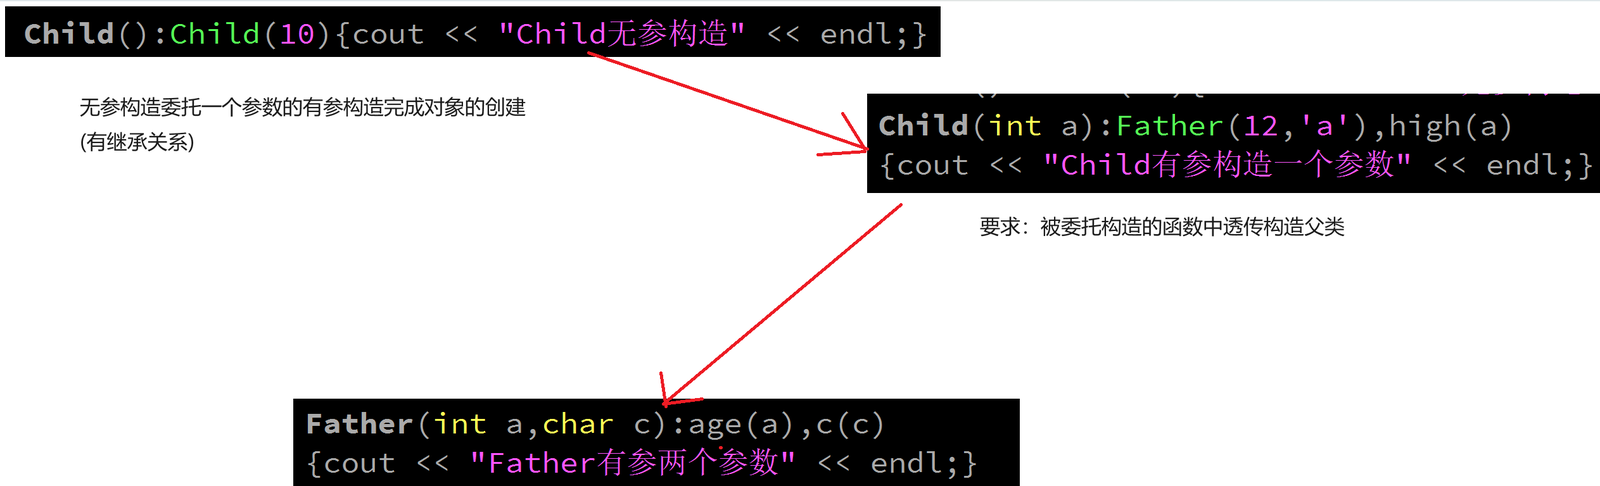 Child():Child(10){cout << "Child无参构造" << endl;}
无参构造委托一个参数的有参构造完成对象的创建
(有继承关系)
Child(int a):Father(12,'a'),high(a)
{cout << "Child有参构造一个参数" << endl;}
要求：被委托构造的函数中透传构造父类
Father(int a,char c):age(a),c(c)
{cout << "Father有参两个参数" << endl;}